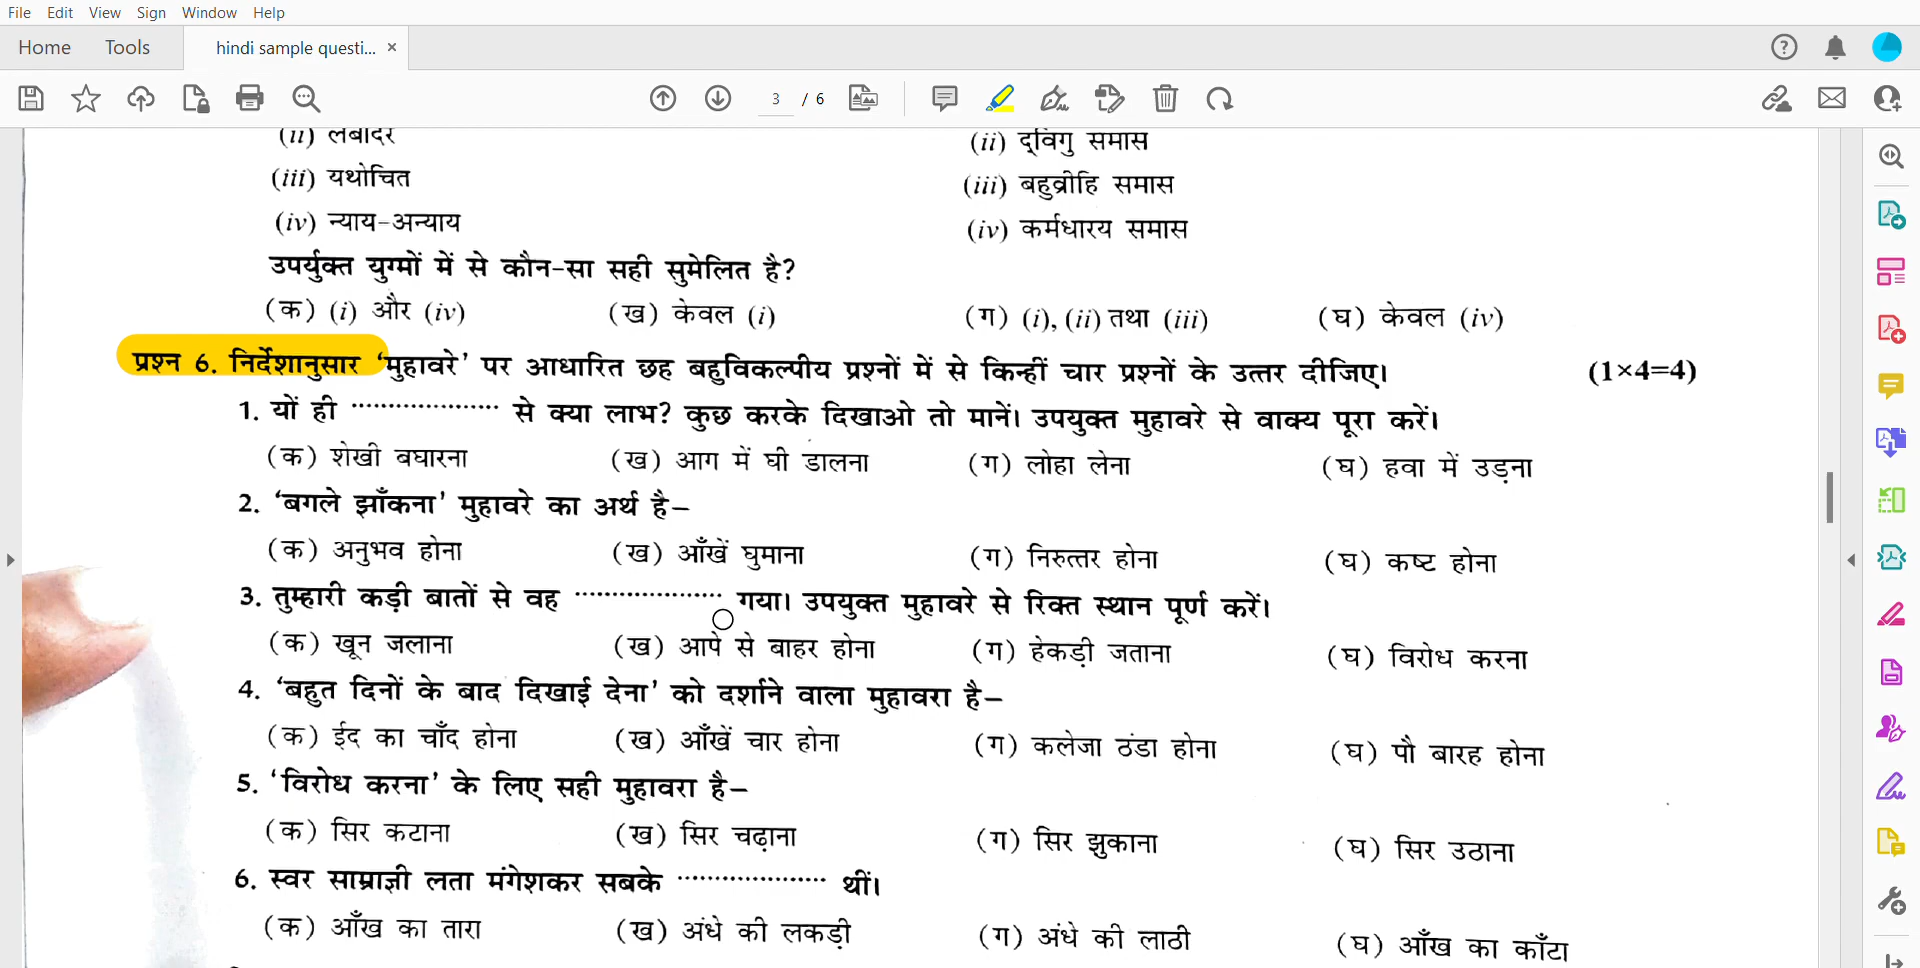 File Edit View Sign Window Help
Home Tools hindi sample questi... ×
3 / 6
(ii) लंबोदर (ii) द्विगु समास
(iii) यथोचित (iii) बहुव्रीहि समास
(iv) न्याय-अन्याय (iv) कर्मधारय समास
उपर्युक्त युग्मों में से कौन-सा सही सुमेलित है?
(क) (i) और (iv) (ख) केवल (i) (ग) (i), (ii) तथा (iii) (घ) केवल (iv)
प्रश्न 6. निर्देशानुसार 'मुहावरे' पर आधारित छह बहुविकल्पीय प्रश्नों में से किन्हीं चार प्रश्नों के उत्तर दीजिए। (1×4=4)
1. यों ही ................... से क्या लाभ? कुछ करके दिखाओ तो मानें। उपयुक्त मुहावरे से वाक्य पूरा करें।
(क) शेखी बघारना (ख) आग में घी डालना (ग) लोहा लेना (घ) हवा में उड़ना
2. 'बगले झाँकना' मुहावरे का अर्थ है–
(क) अनुभव होना (ख) आँखें घुमाना (ग) निरुत्तर होना (घ) कष्ट होना
3. तुम्हारी कड़ी बातों से वह ................... गया। उपयुक्त मुहावरे से रिक्त स्थान पूर्ण करें।
(क) खून जलाना (ख) आपे से बाहर होना (ग) हेकड़ी जताना (घ) विरोध करना
4. 'बहुत दिनों के बाद दिखाई देना' को दर्शाने वाला मुहावरा है–
(क) ईद का चाँद होना (ख) आँखें चार होना (ग) कलेजा ठंडा होना (घ) पौ बारह होना
5. 'विरोध करना' के लिए सही मुहावरा है–
(क) सिर कटाना (ख) सिर चढ़ाना (ग) सिर झुकाना (घ) सिर उठाना
6. स्वर साम्राज्ञी लता मंगेशकर सबके ................... थीं।
(क) आँख का तारा (ख) अंधे की लकड़ी (ग) अंधे की लाठी (घ) आँख का काँटा